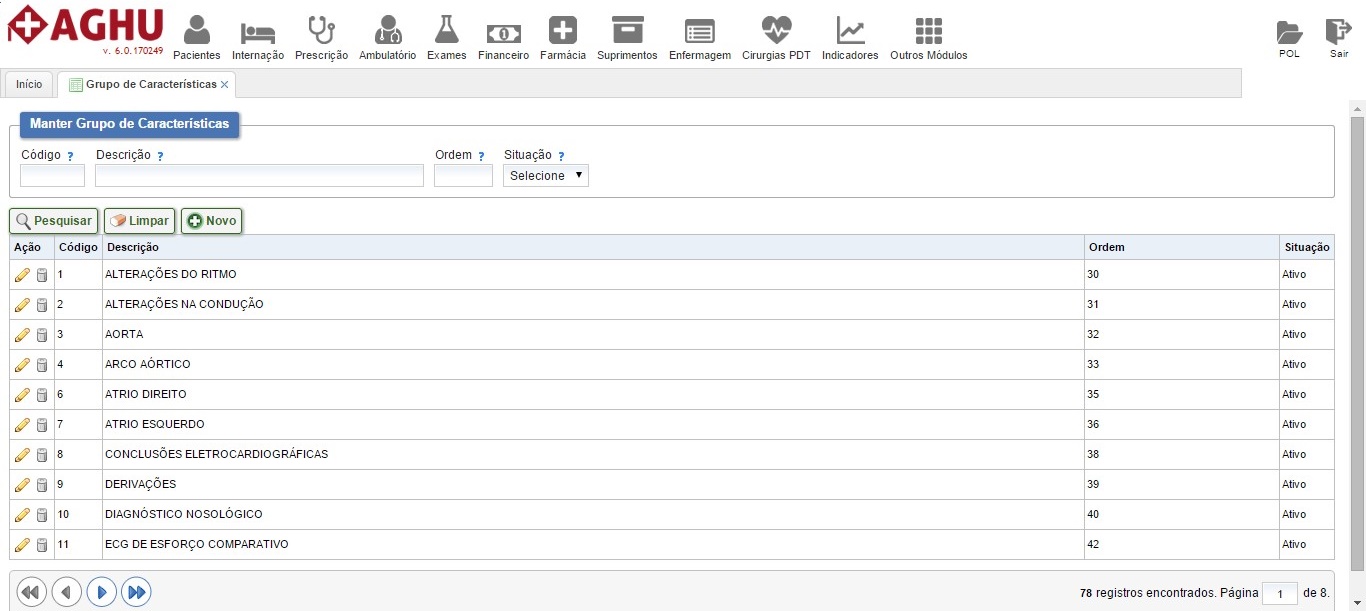 AGHU
v. 6.0.170249
Pacientes Internação Prescrição Ambulatório Exames Financeiro Farmácia Suprimentos Enfermagem Cirurgias PDT Indicadores Outros Módulos POL Sair
Início Grupo de Características
Manter Grupo de Características
Código ? Descrição ? Ordem ? Situação ?
Selecione
Pesquisar Limpar Novo
Ação Código Descrição Ordem Situação
1 ALTERAÇÕES DO RITMO 30 Ativo
2 ALTERAÇÕES NA CONDUÇÃO 31 Ativo
3 AORTA 32 Ativo
4 ARCO AÓRTICO 33 Ativo
6 ATRIO DIREITO 35 Ativo
7 ATRIO ESQUERDO 36 Ativo
8 CONCLUSÕES ELETROCARDIOGRÁFICAS 38 Ativo
9 DERIVAÇÕES 39 Ativo
10 DIAGNÓSTICO NOSOLÓGICO 40 Ativo
11 ECG DE ESFORÇO COMPARATIVO 42 Ativo
78 registros encontrados. Página 1 de 8.